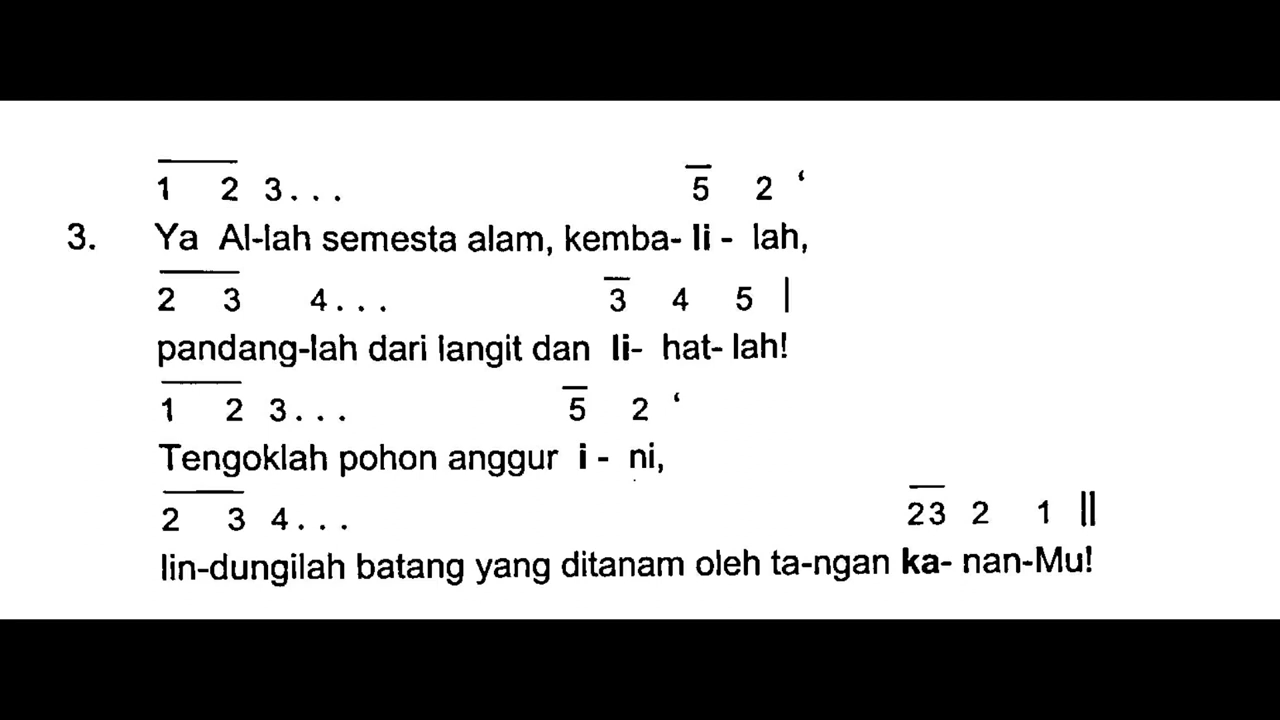 1 2 3... 5 2 ‘
3. Ya Al-lah semesta alam, kemba- li - lah,
2 3 4... 3 4 5 |
pandang-lah dari langit dan li- hat- lah!
1 2 3... 5 2 ‘
Tengoklah pohon anggur i - ni,
2 3 4... 23 2 1 ||
lin-dungilah batang yang ditanam oleh ta-ngan ka- nan-Mu!